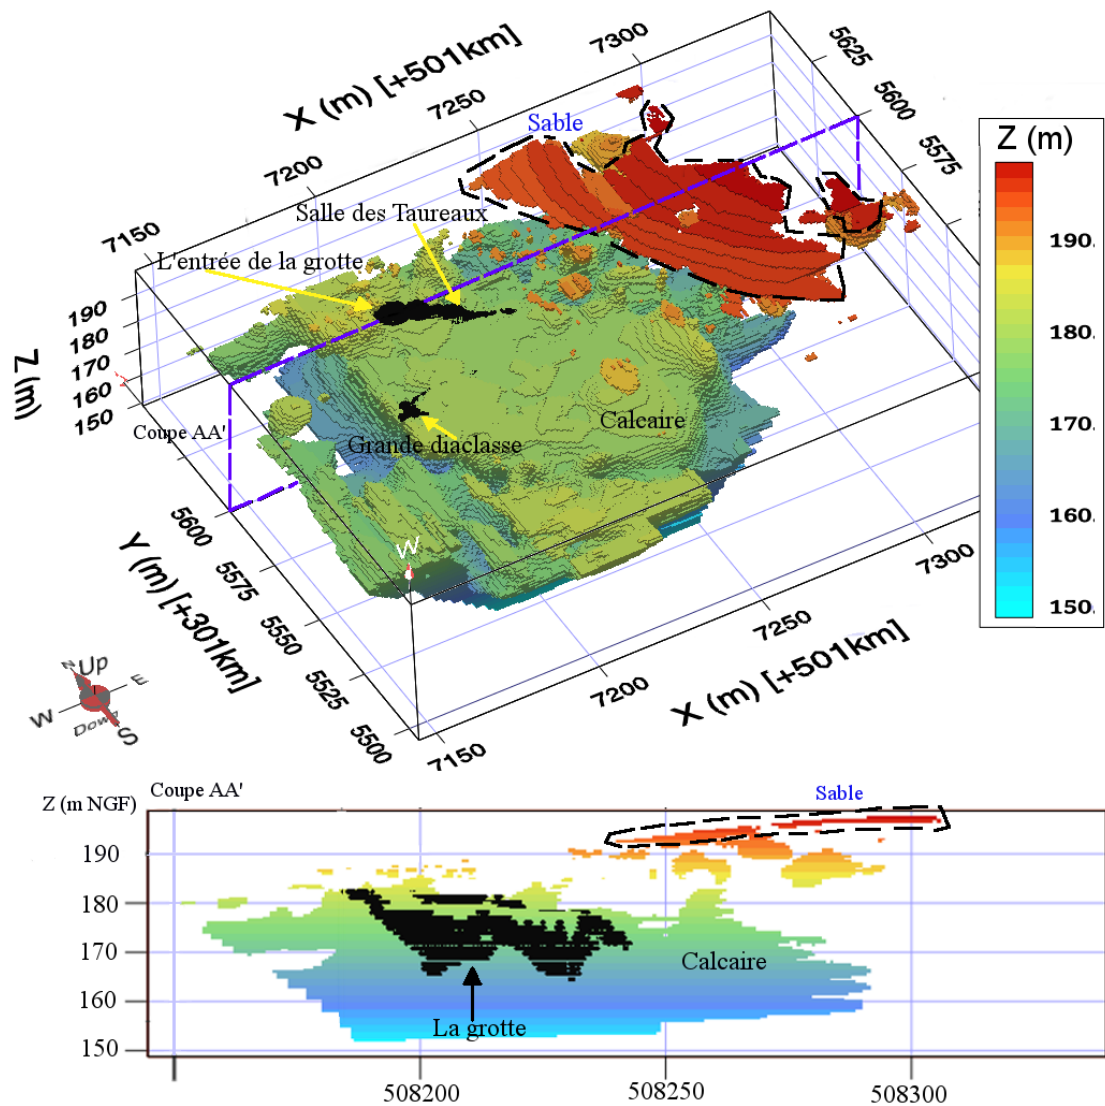 X (m) [+501km]
7150
7200
7250
7300
5625
5600
5575
Z (m)
190.
180.
170.
160.
150.
Sable
Salle des Taureaux
L'entrée de la grotte
190
180
170
160
150
Z (m)
Coupe AA'
Grande diaclasse
Calcaire
W
5600
5575
5550
5525
5500
Y (m) [+301km]
7150
7200
7250
7300
X (m) [+501km]
N
Up
E
W
Down
S
Coupe AA'
Z (m NGF)
Sable
190
180
170
160
150
Calcaire
La grotte
508200
508250
508300